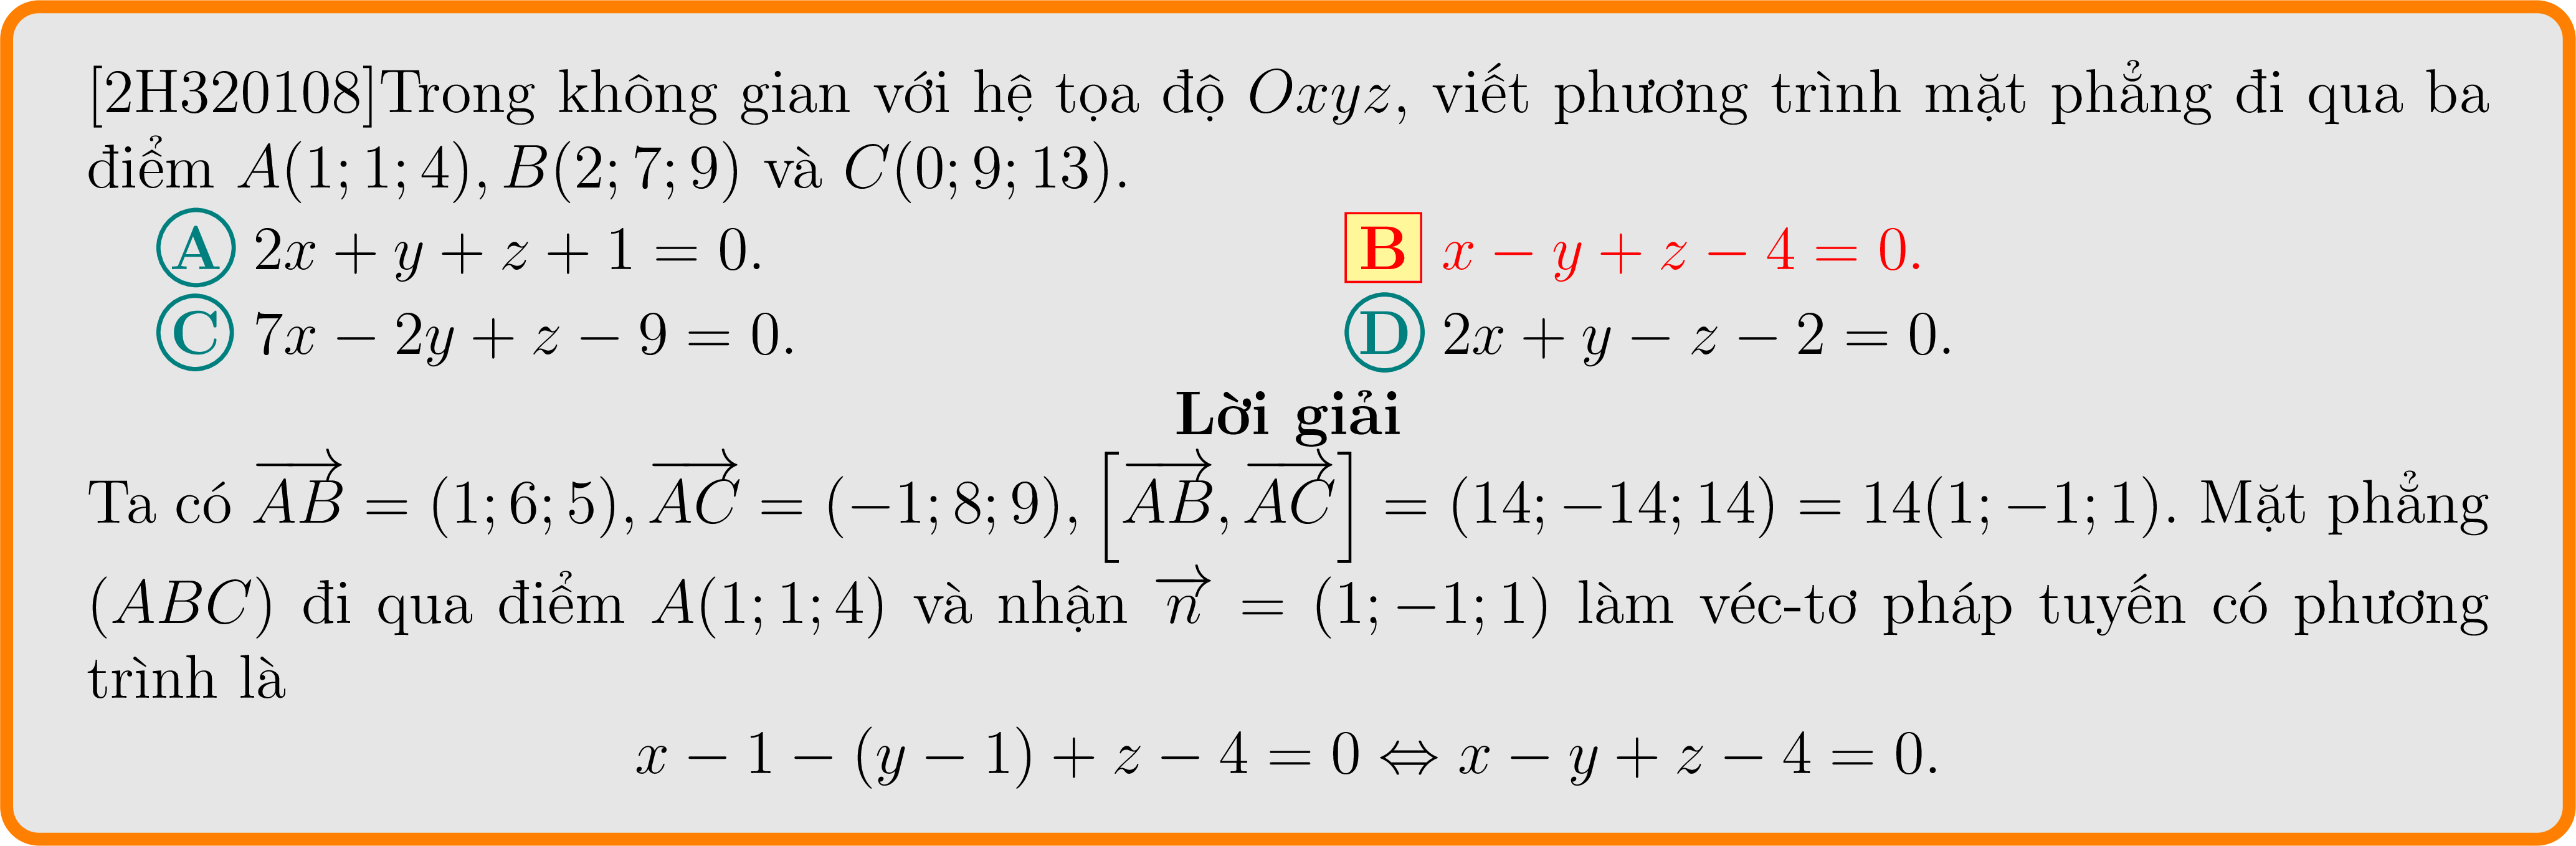 [2H320108]Trong không gian với hệ tọa độ Oxyz, viết phương trình mặt phẳng đi qua ba
điểm A(1; 1; 4), B(2; 7; 9) và C(0; 9; 13).
A 2x + y + z + 1 = 0.
B x − y + z − 4 = 0.
C 7x − 2y + z − 9 = 0.
D 2x + y − z − 2 = 0.
Lời giải
Ta có $\overrightarrow{AB}$ = (1; 6; 5), $\overrightarrow{AC}$ = (−1; 8; 9), [$\overrightarrow{AB}$, $\overrightarrow{AC}$] = (14; −14; 14) = 14(1; −1; 1). Mặt phẳng
(ABC) đi qua điểm A(1; 1; 4) và nhận $\overrightarrow{n}$ = (1; −1; 1) làm véc-tơ pháp tuyến có phương
trình là
x − 1 − (y − 1) + z − 4 = 0 ⇔ x − y + z − 4 = 0.